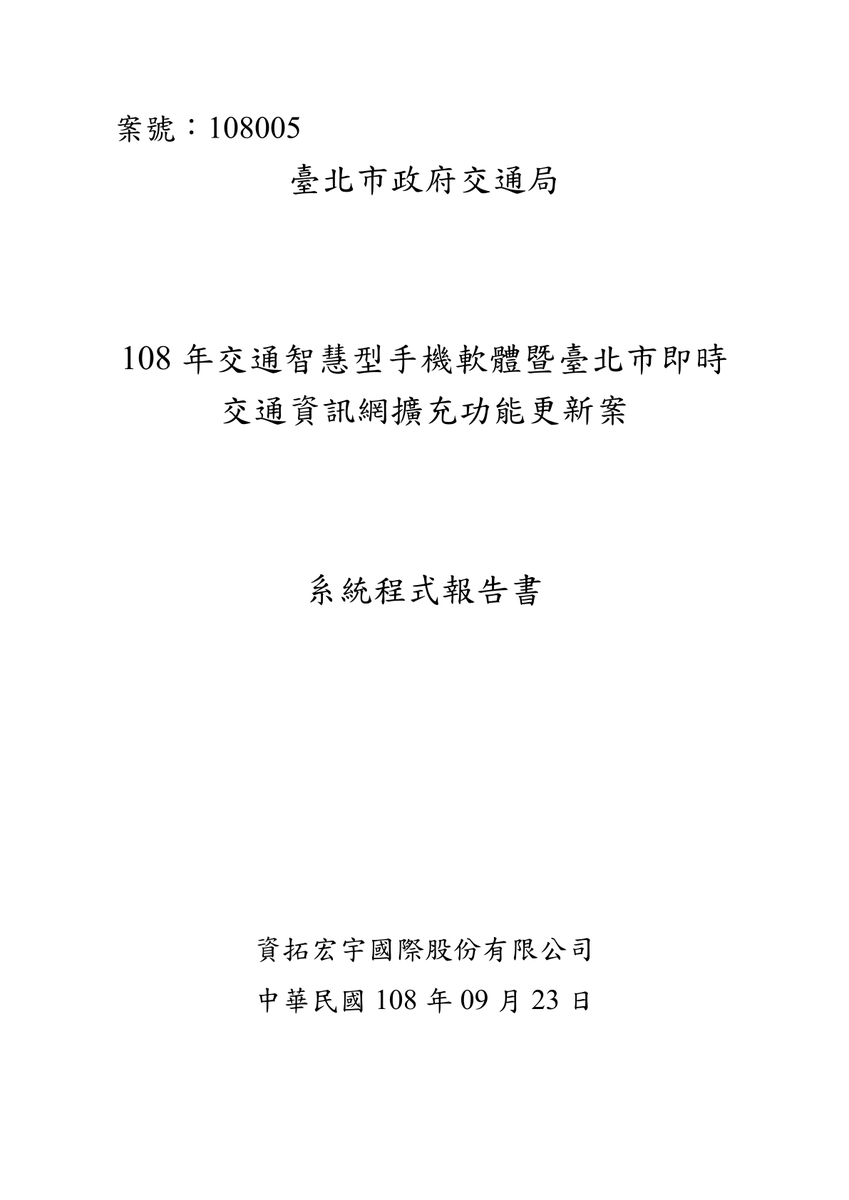 案號：108005
臺北市政府交通局
108 年交通智慧型手機軟體暨臺北市即時
交通資訊網擴充功能更新案
系統程式報告書
資拓宏宇國際股份有限公司
中華民國 108 年 09 月 23 日